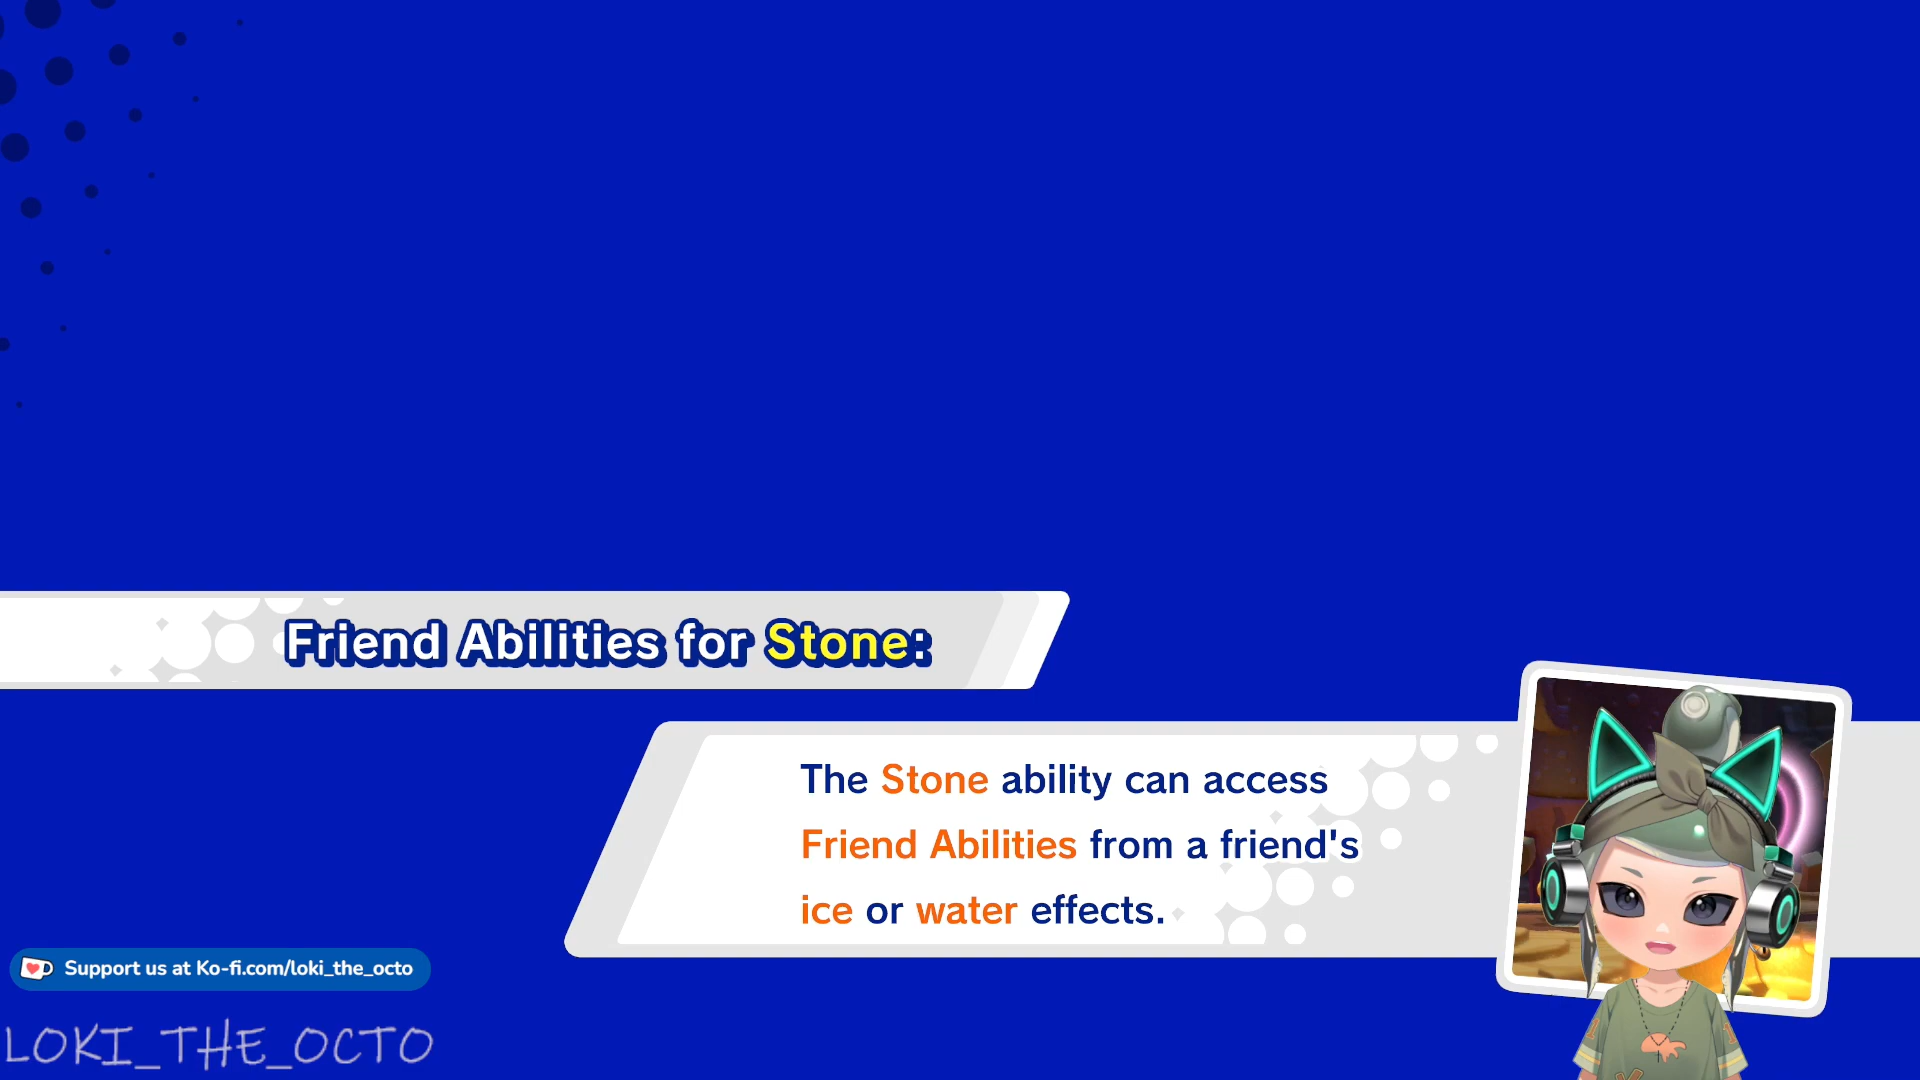 Friend Abilities for Stone:
The Stone ability can access
Friend Abilities from a friend's
ice or water effects.
Support us at Ko-fi.com/loki_the_octo
LOKI_THE_OCTO